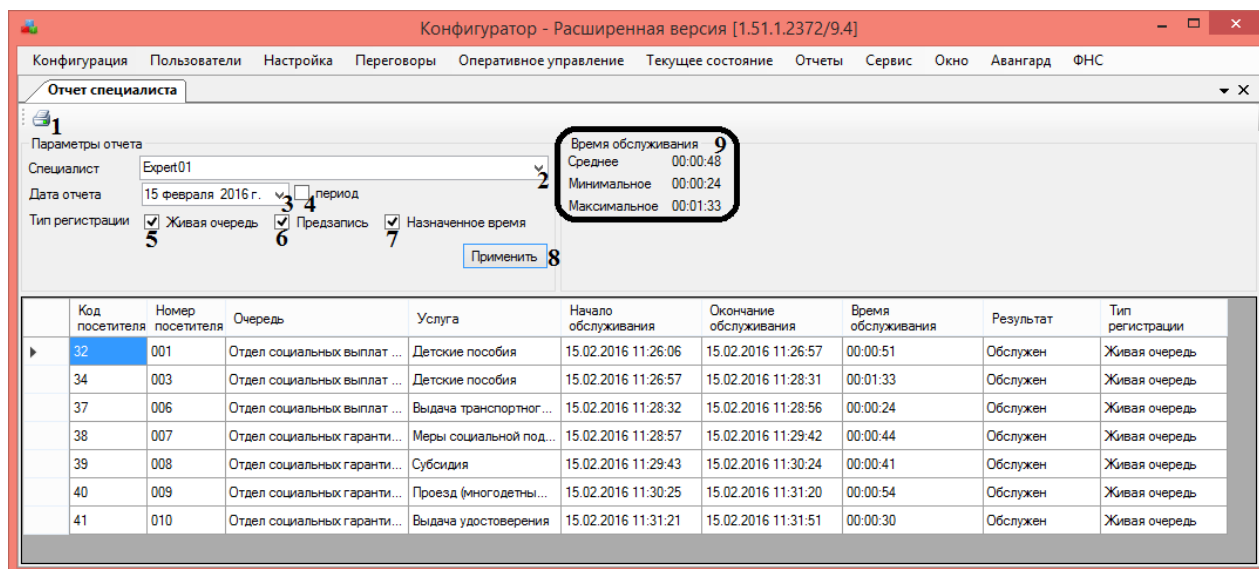 Конфигуратор - Расширенная версия [1.51.1.2372/9.4]
Конфигурация Пользователи Настройка Переговоры Оперативное управление Текущее состояние Отчеты Сервис Окно Авангард ФНС
Отчет специалиста
1
Параметры отчета
Специалист Expert01 2
Дата отчета 15 февраля 2016 г. 3 4 период
Тип регистрации 5 Живая очередь 6 Предзапись 7 Назначенное время
Применить 8
Время обслуживания 9
Среднее 00:00:48
Минимальное 00:00:24
Максимальное 00:01:33
Код посетителя Номер посетителя Очередь Услуга Начало обслуживания Окончание обслуживания Время обслуживания Результат Тип регистрации
32 001 Отдел социальных выплат ... Детские пособия 15.02.2016 11:26:06 15.02.2016 11:26:57 00:00:51 Обслужен Живая очередь
34 003 Отдел социальных выплат ... Детские пособия 15.02.2016 11:26:57 15.02.2016 11:28:31 00:01:33 Обслужен Живая очередь
37 006 Отдел социальных выплат ... Выдача транспортног... 15.02.2016 11:28:32 15.02.2016 11:28:56 00:00:24 Обслужен Живая очередь
38 007 Отдел социальных гаранти... Меры социальной под... 15.02.2016 11:28:57 15.02.2016 11:29:42 00:00:44 Обслужен Живая очередь
39 008 Отдел социальных гаранти... Субсидия 15.02.2016 11:29:43 15.02.2016 11:30:24 00:00:41 Обслужен Живая очередь
40 009 Отдел социальных гаранти... Проезд (многодетны... 15.02.2016 11:30:25 15.02.2016 11:31:20 00:00:54 Обслужен Живая очередь
41 010 Отдел социальных гаранти... Выдача удостоверения 15.02.2016 11:31:21 15.02.2016 11:31:51 00:00:30 Обслужен Живая очередь